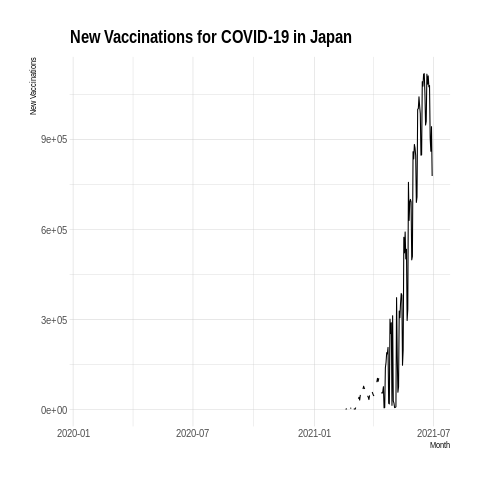 New Vaccinations for COVID-19 in Japan
New Vaccinations
9e+05
6e+05
3e+05
0e+00
2020-01
2020-07
2021-01
2021-07
Month